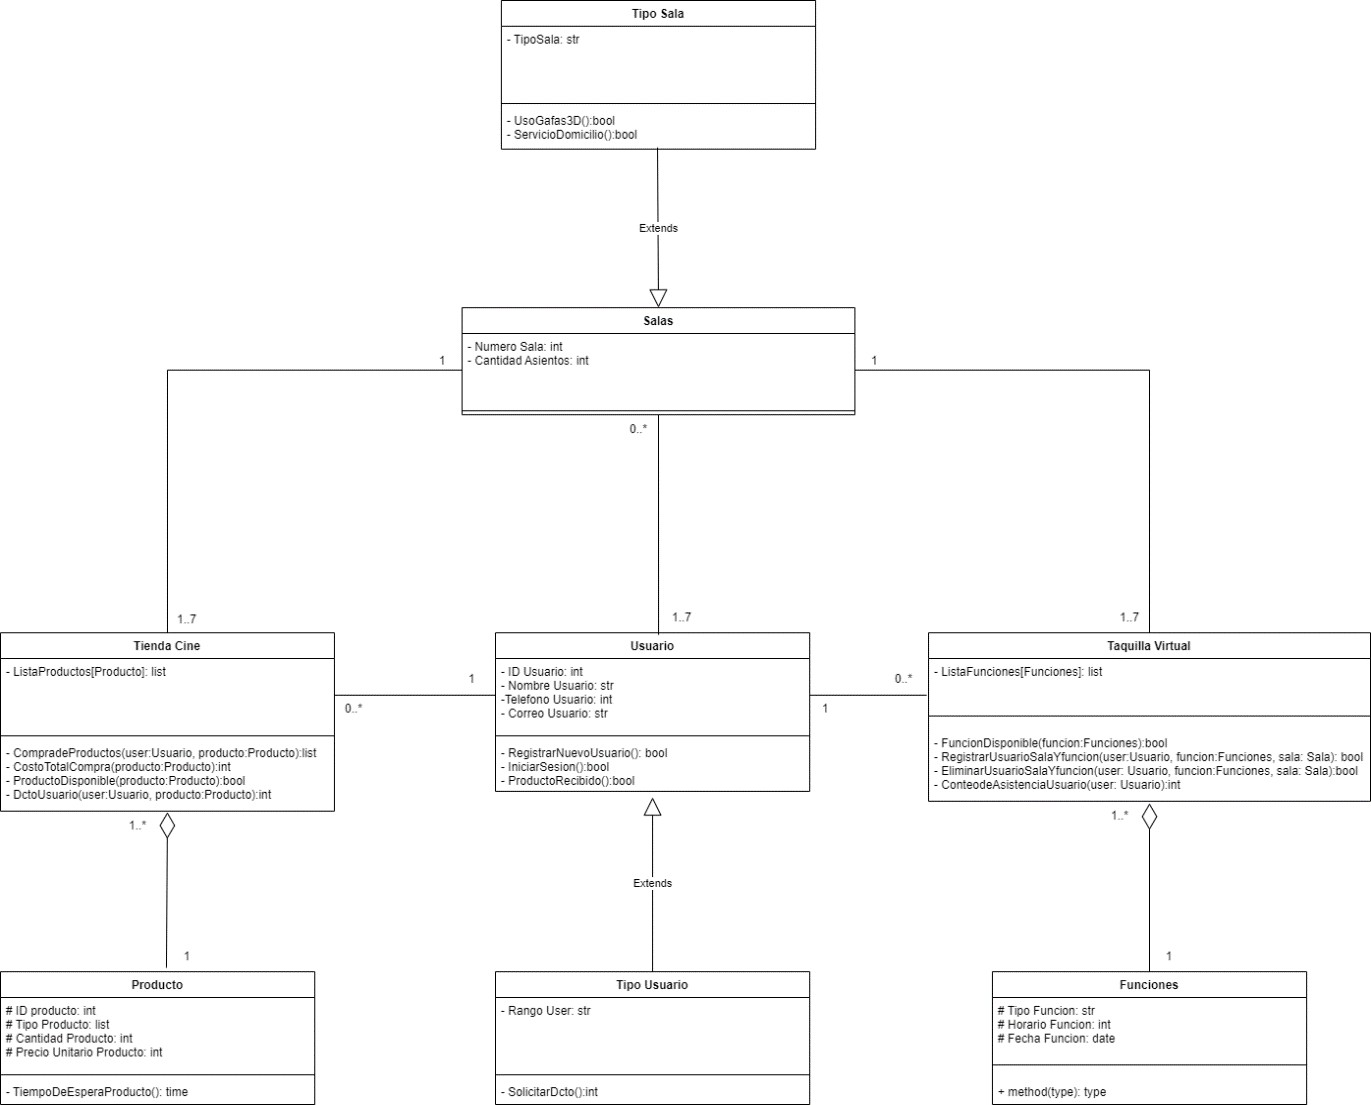 Tipo Sala
- TipoSala: str
- UsoGafas3D():bool
- ServicioDomicilio():bool
Extends
Salas
- Numero Sala: int
- Cantidad Asientos: int
1
1
0..*
1..7
1..7
1..7
Tienda Cine
- ListaProductos[Producto]: list
- CompradeProductos(user:Usuario, producto:Producto):list
- CostoTotalCompra(producto:Producto):int
- ProductoDisponible(producto:Producto):bool
- DctoUsuario(user:Usuario, producto:Producto):int
1
0..*
Usuario
- ID Usuario: int
- Nombre Usuario: str
-Telefono Usuario: int
- Correo Usuario: str
- RegistrarNuevoUsuario(): bool
- IniciarSesion():bool
- ProductoRecibido():bool
0..*
1
Taquilla Virtual
- ListaFunciones[Funciones]: list
- FuncionDisponible(funcion:Funciones):bool
- RegistrarUsuarioSalaYfuncion(user:Usuario, funcion:Funciones, sala: Sala): bool
- EliminarUsuarioSalaYfuncion(user: Usuario, funcion:Funciones, sala: Sala):bool
- ConteodeAsistenciaUsuario(user: Usuario):int
1..*
1..*
Extends
1
1
Producto
# ID producto: int
# Tipo Producto: list
# Cantidad Producto: int
# Precio Unitario Producto: int
- TiempoDeEsperaProducto(): time
Tipo Usuario
- Rango User: str
- SolicitarDcto():int
Funciones
# Tipo Funcion: str
# Horario Funcion: int
# Fecha Funcion: date
+ method(type): type